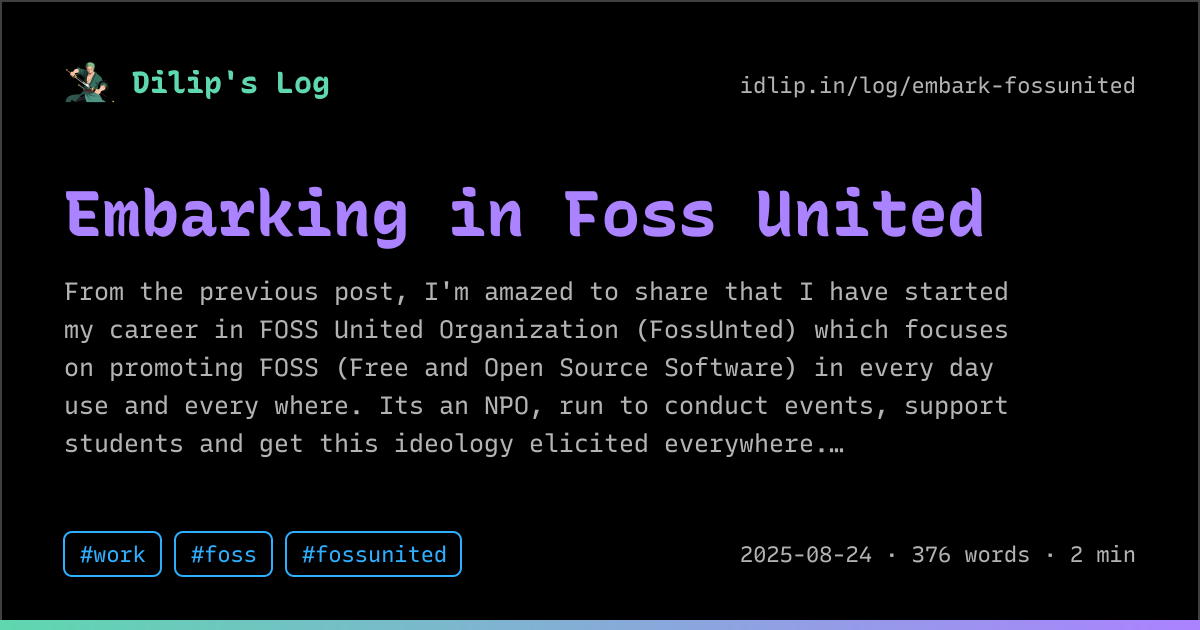 Dilip's Log
idlip.in/log/embark-fossunited
Embarking in Foss United
From the previous post, I'm amazed to share that I have started
my career in FOSS United Organization (FossUnted) which focuses
on promoting FOSS (Free and Open Source Software) in every day
use and every where. Its an NPO, run to conduct events, support
students and get this ideology elicited everywhere.…
#work #foss #fossunited
2025-08-24 · 376 words · 2 min